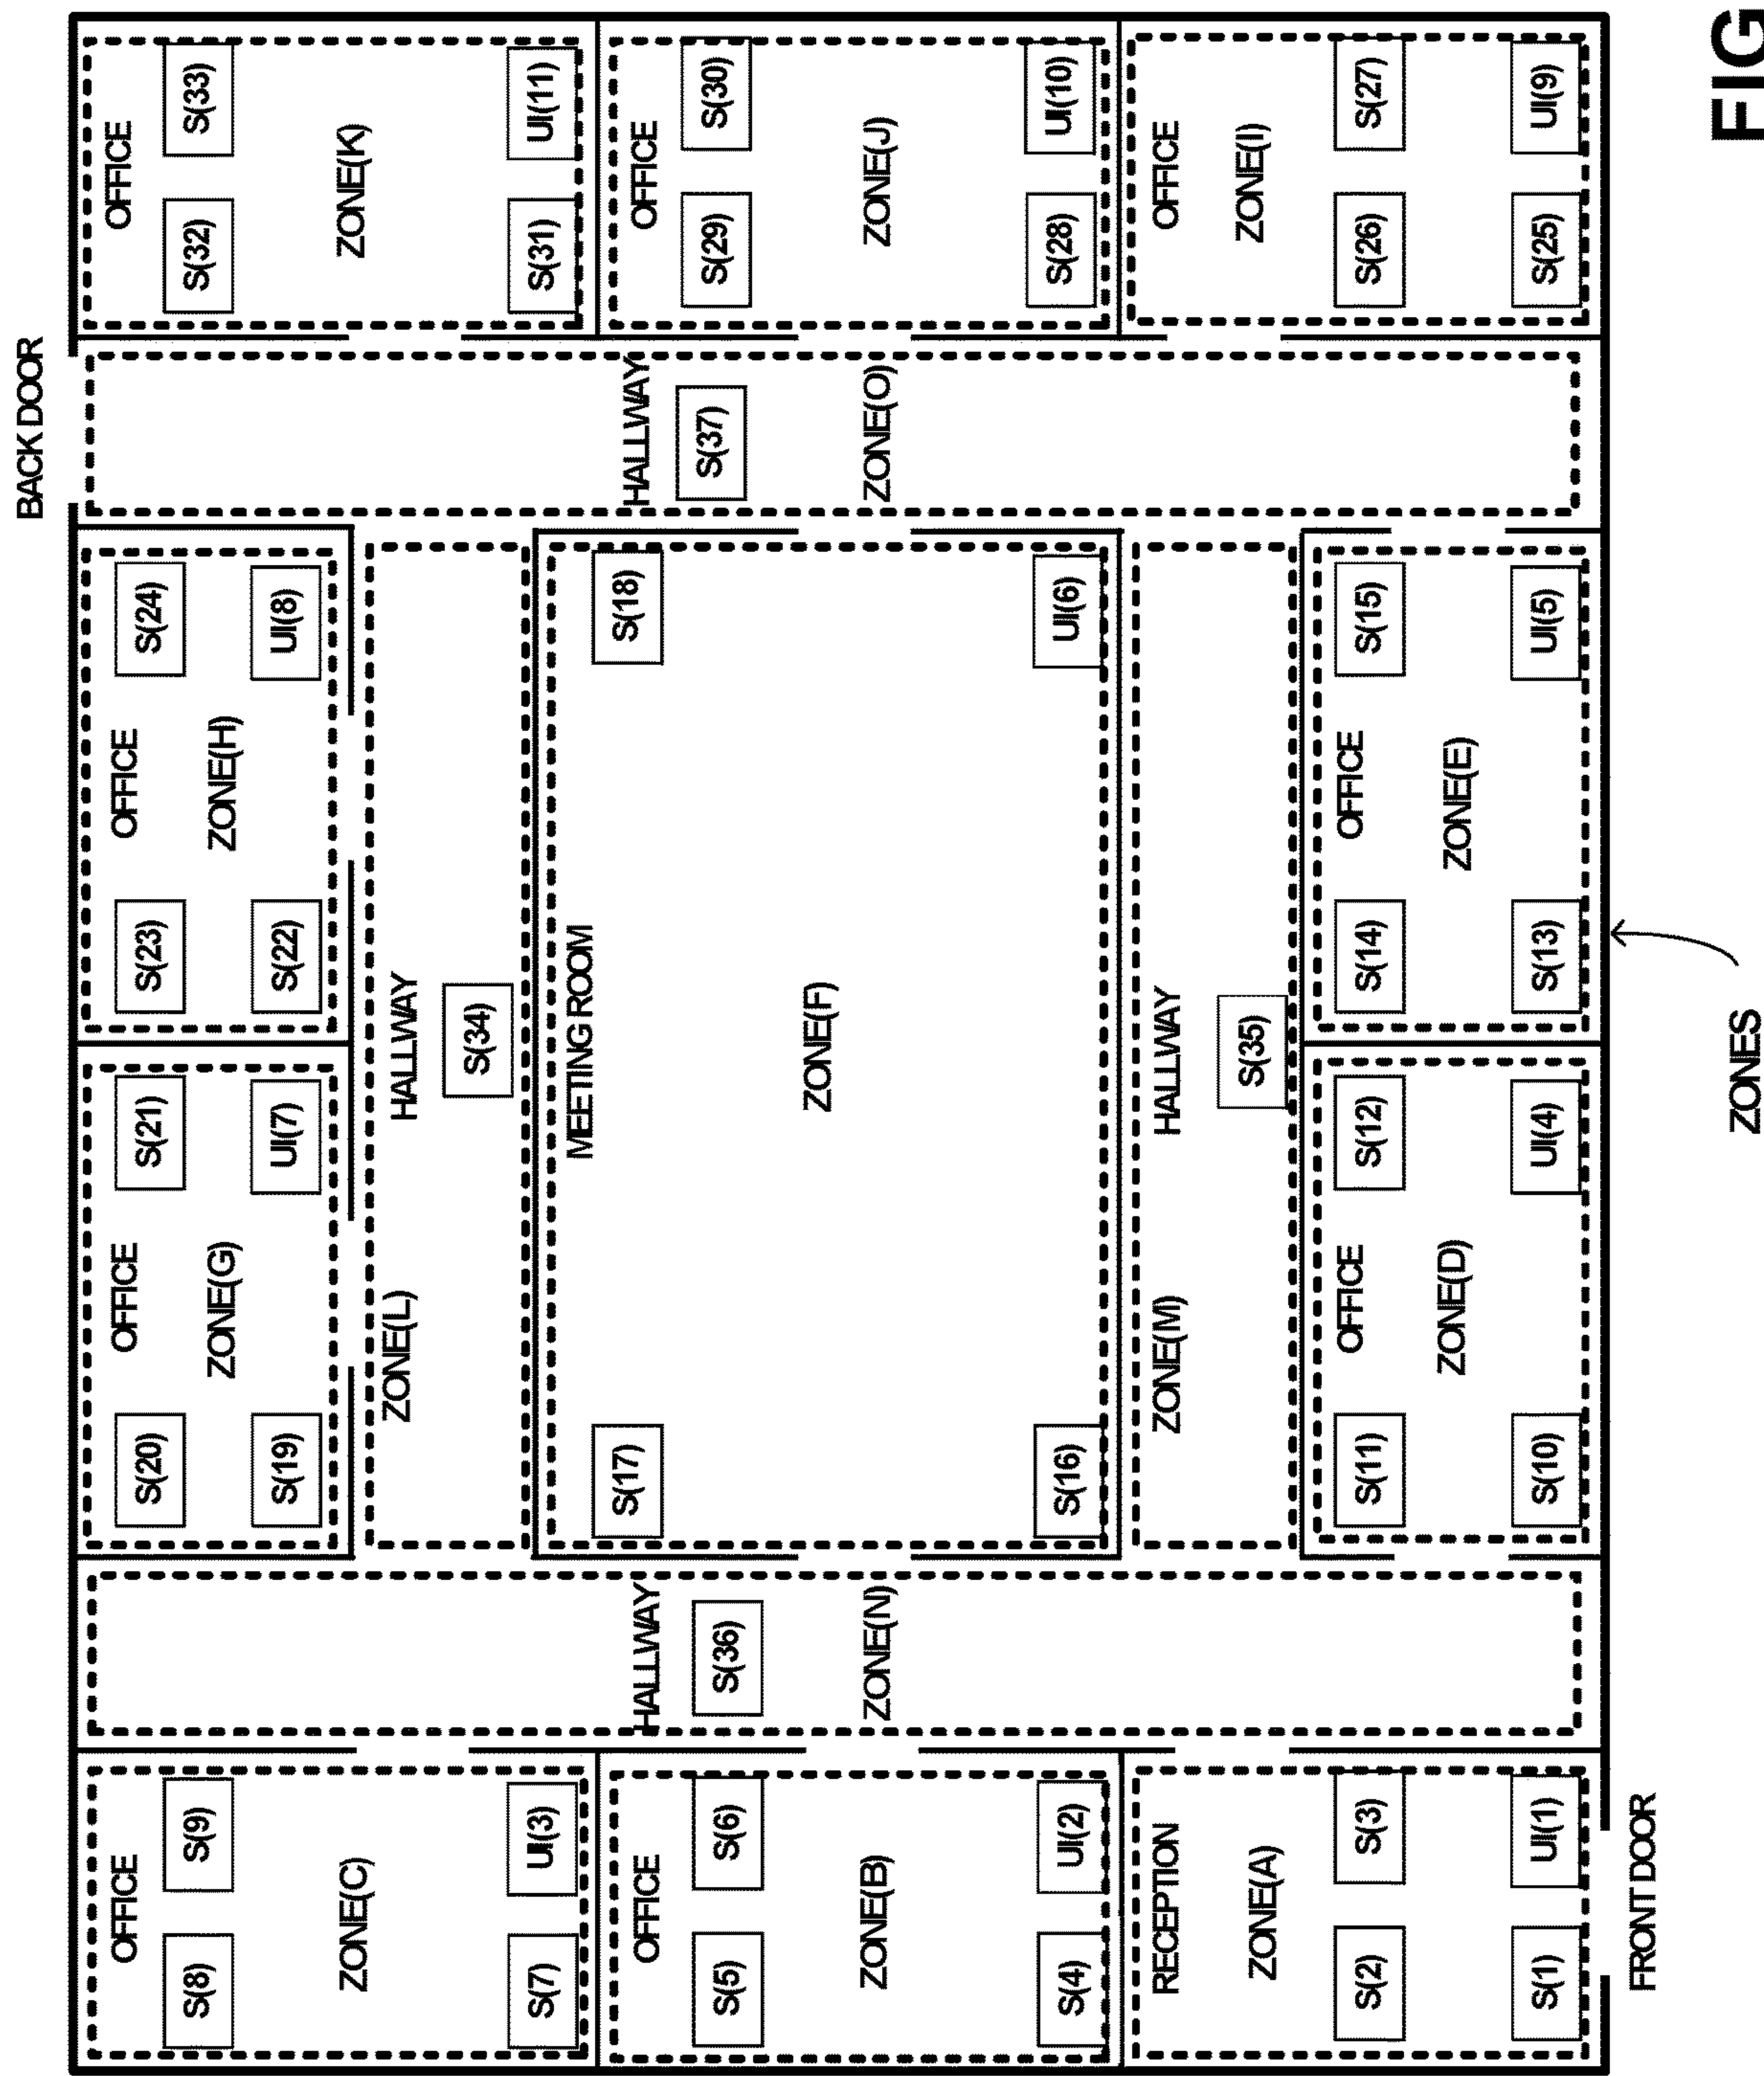 BACK DOOR
OFFICE
S(8) S(9)
ZONE(C)
S(7) UI(3)
OFFICE
S(5) S(6)
ZONE(B)
S(4) UI(2)
RECEPTION
ZONE(A)
S(2) S(3)
S(1) UI(1)
FRONT DOOR
HALLWAY
S(36)
ZONE(N)
OFFICE
S(20) S(21)
ZONE(G)
S(19) UI(7)
OFFICE
S(23) S(24)
ZONE(H)
S(22) UI(8)
ZONE(L) HALLWAY
S(34)
MEETING ROOM
S(17) S(18)
ZONE(F)
S(16) UI(6)
ZONE(M) HALLWAY
S(35)
OFFICE
S(11) S(12)
ZONE(D)
S(10) UI(4)
OFFICE
S(14) S(15)
ZONE(E)
S(13) UI(5)
HALLWAY
S(37)
ZONE(O)
OFFICE
S(32) S(33)
ZONE(K)
S(31) UI(11)
OFFICE
S(29) S(30)
ZONE(J)
S(28) UI(10)
OFFICE
ZONE(I)
S(26) S(27)
S(25) UI(9)
ZONES
FIG